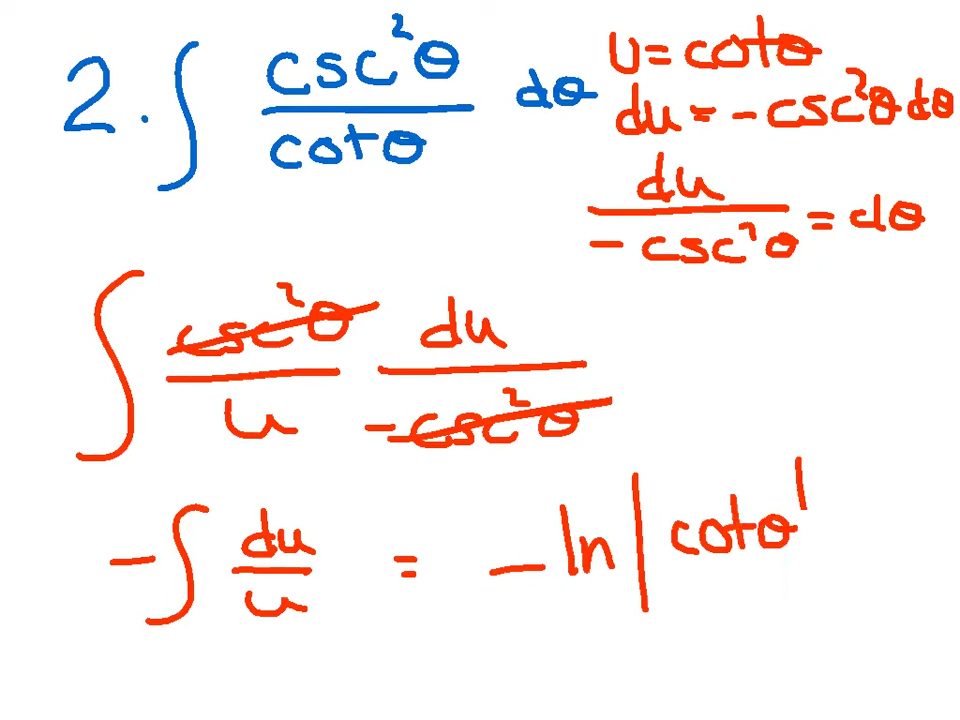 2. ∫ csc²θ / cotθ dθ
u = cotθ
du = -csc²θ dθ
du / -csc²θ = dθ
∫ csc²θ / u du / -csc²θ
-∫ du / u = -ln|cotθ|